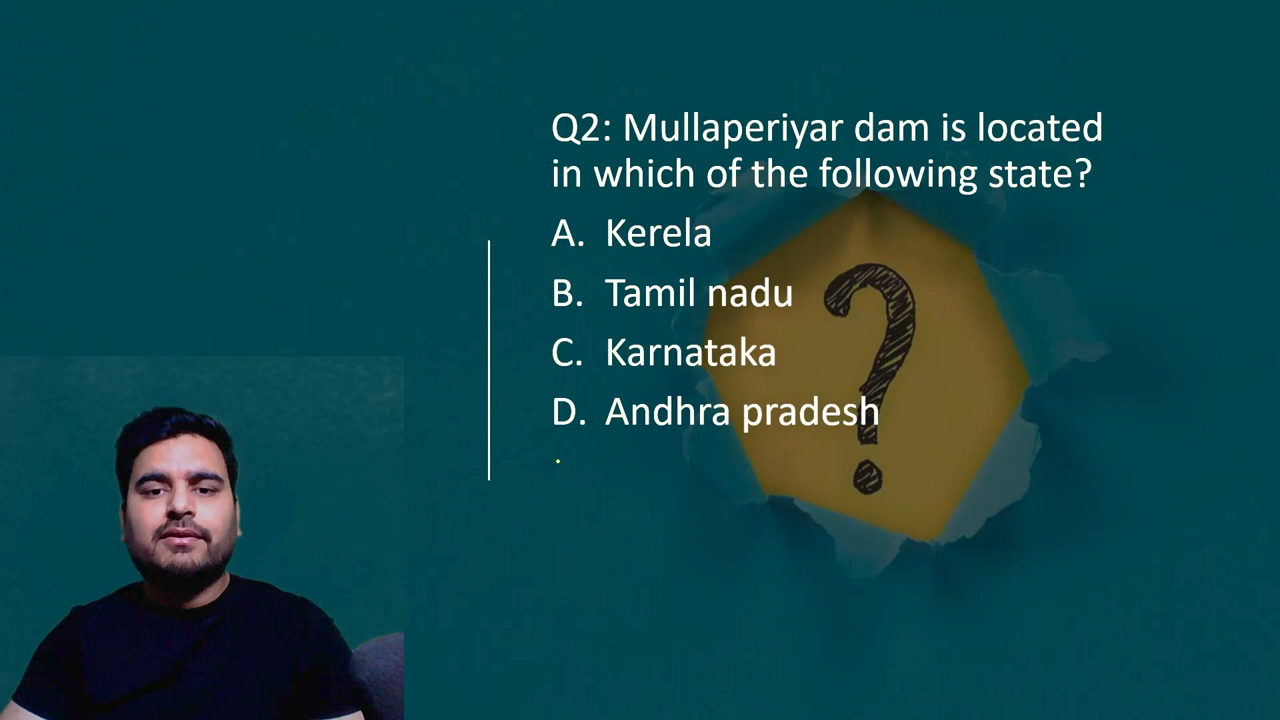 Q2: Mullaperiyar dam is located
in which of the following state?
A. Kerela
B. Tamil nadu
C. Karnataka
D. Andhra pradesh
?